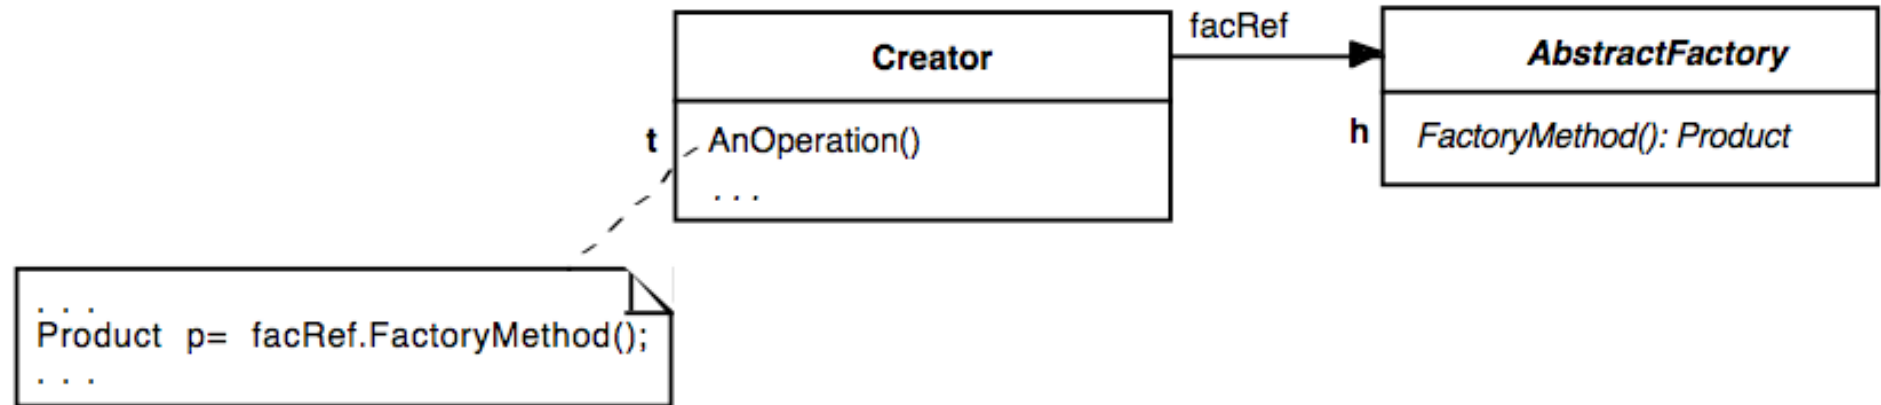 facRef
Creator
AbstractFactory
t
AnOperation()
. . .
h
FactoryMethod(): Product
. . .
Product p= facRef.FactoryMethod();
. . .